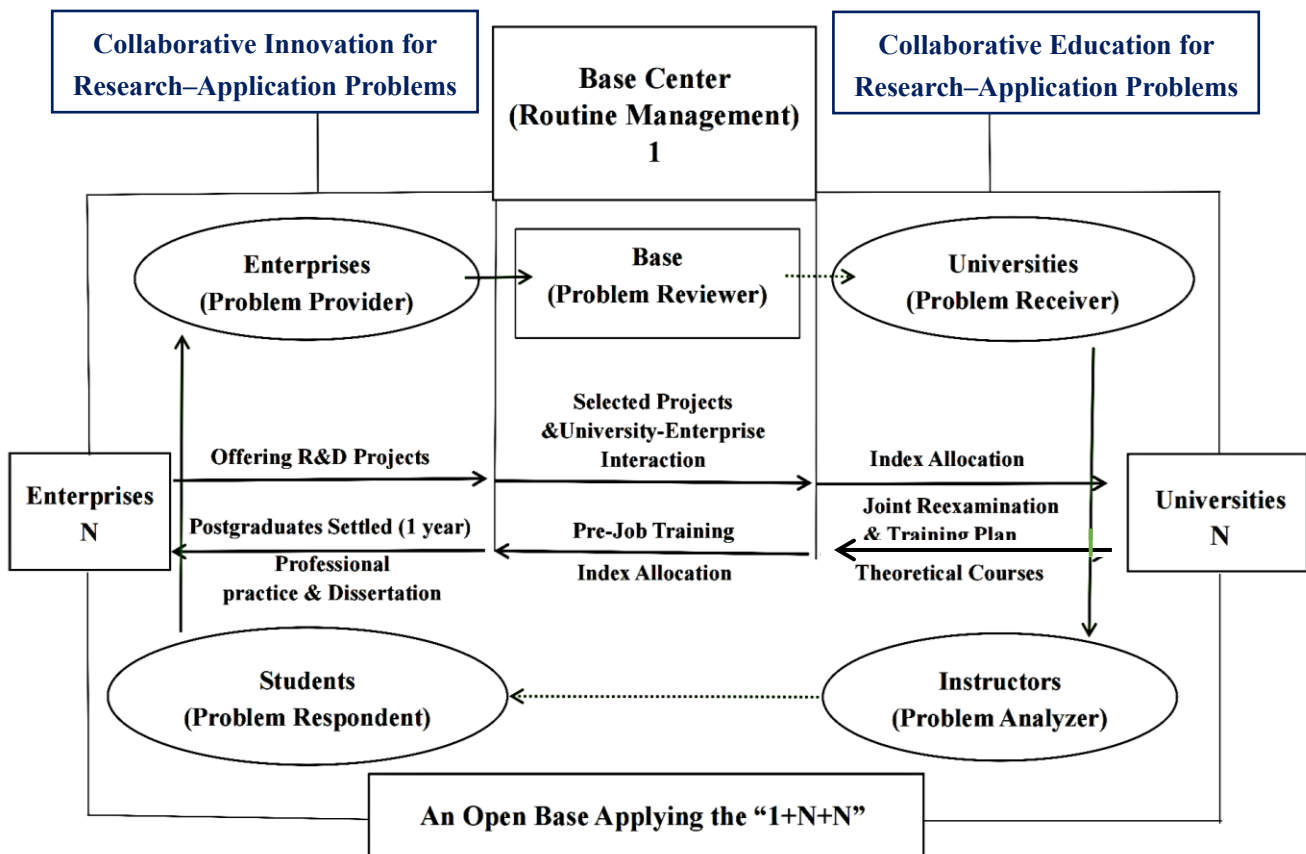 Collaborative Innovation for
Research–Application Problems
Base Center
(Routine Management)
1
Collaborative Education for
Research–Application Problems
Enterprises
(Problem Provider)
Base
(Problem Reviewer)
Universities
(Problem Receiver)
Selected Projects
&University-Enterprise
Interaction
Offering R&D Projects
Index Allocation
Enterprises
N
Postgraduates Settled (1 year)
Professional
practice & Dissertation
Pre-Job Training
Index Allocation
Joint Reexamination
& Training Plan
Theoretical Courses
Universities
N
Students
(Problem Respondent)
Instructors
(Problem Analyzer)
An Open Base Applying the “1+N+N”